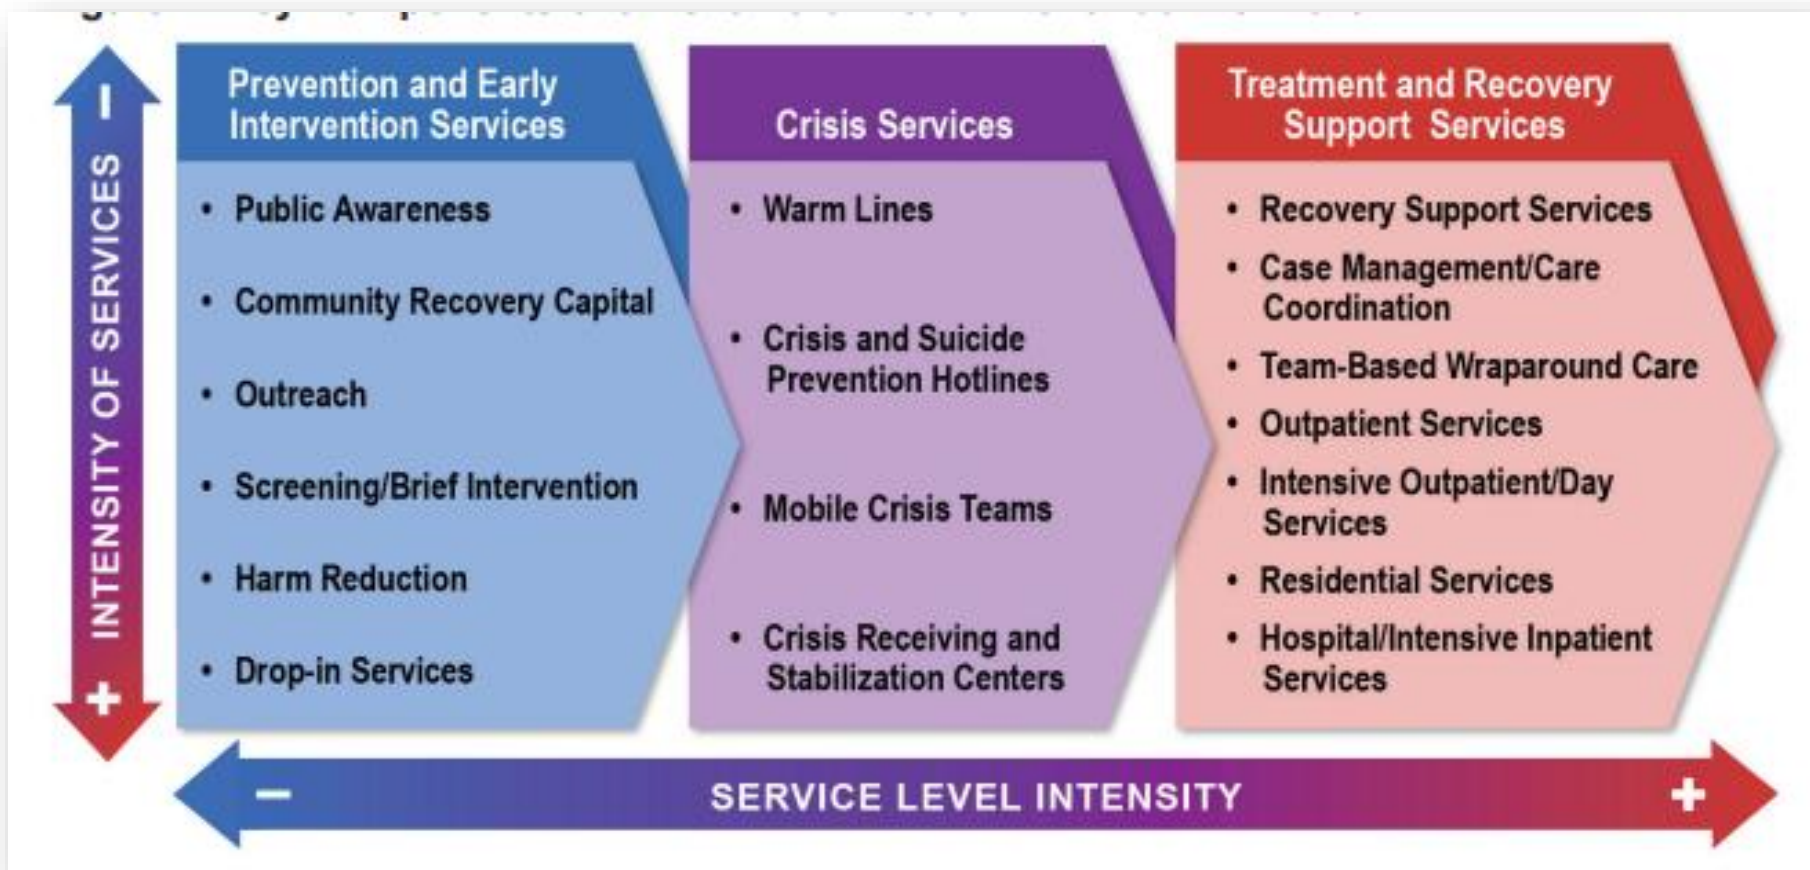 Prevention and Early
Intervention Services
• Public Awareness
• Community Recovery Capital
• Outreach
• Screening/Brief Intervention
• Harm Reduction
• Drop-in Services
Crisis Services
• Warm Lines
• Crisis and Suicide
Prevention Hotlines
• Mobile Crisis Teams
• Crisis Receiving and
Stabilization Centers
Treatment and Recovery
Support Services
• Recovery Support Services
• Case Management/Care
Coordination
• Team-Based Wraparound Care
• Outpatient Services
• Intensive Outpatient/Day
Services
• Residential Services
• Hospital/Intensive Inpatient
Services
– INTENSITY OF SERVICES +
– SERVICE LEVEL INTENSITY +